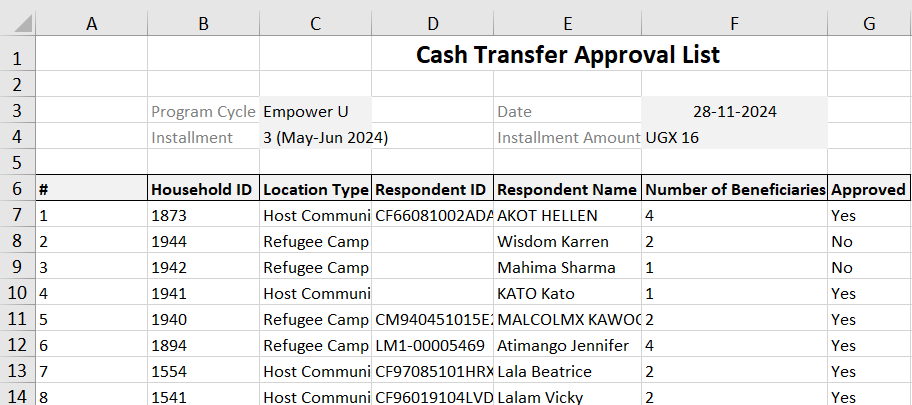 A B C D E F G
1 Cash Transfer Approval List
2
3 Program Cycle Empower U Date 28-11-2024
4 Installment 3 (May-Jun 2024) Installment Amount UGX 16
5
6 # Household ID Location Type Respondent ID Respondent Name Number of Beneficiaries Approved
7 1 1873 Host Communi CF66081002ADA AKOT HELLEN 4 Yes
8 2 1944 Refugee Camp Wisdom Karren 2 No
9 3 1942 Refugee Camp Mahima Sharma 1 No
10 4 1941 Host Communi KATO Kato 1 Yes
11 5 1940 Refugee Camp CM940451015E MALCOLMX KAWOO 2 Yes
12 6 1894 Refugee Camp LM1-00005469 Atimango Jennifer 4 Yes
13 7 1554 Host Communi CF97085101HRX Lala Beatrice 2 Yes
14 8 1541 Host Communi CF96019104LVD Lalam Vicky 2 Yes